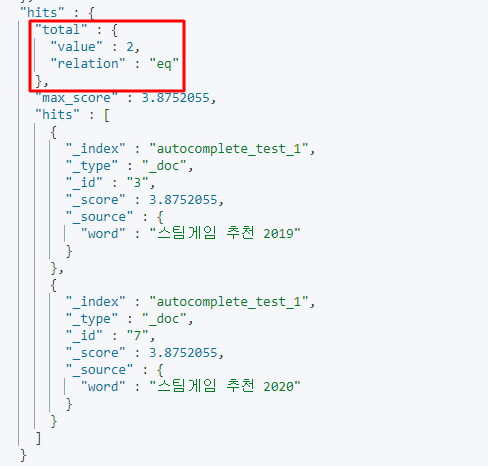 "hits" : {
"total" : {
"value" : 2,
"relation" : "eq"
},
"max_score" : 3.8752055,
"hits" : [
{
"_index" : "autocomplete_test_1",
"_type" : "_doc",
"_id" : "3",
"_score" : 3.8752055,
"_source" : {
"word" : "스팀게임 추천 2019"
}
},
{
"_index" : "autocomplete_test_1",
"_type" : "_doc",
"_id" : "7",
"_score" : 3.8752055,
"_source" : {
"word" : "스팀게임 추천 2020"
}
}
]
}